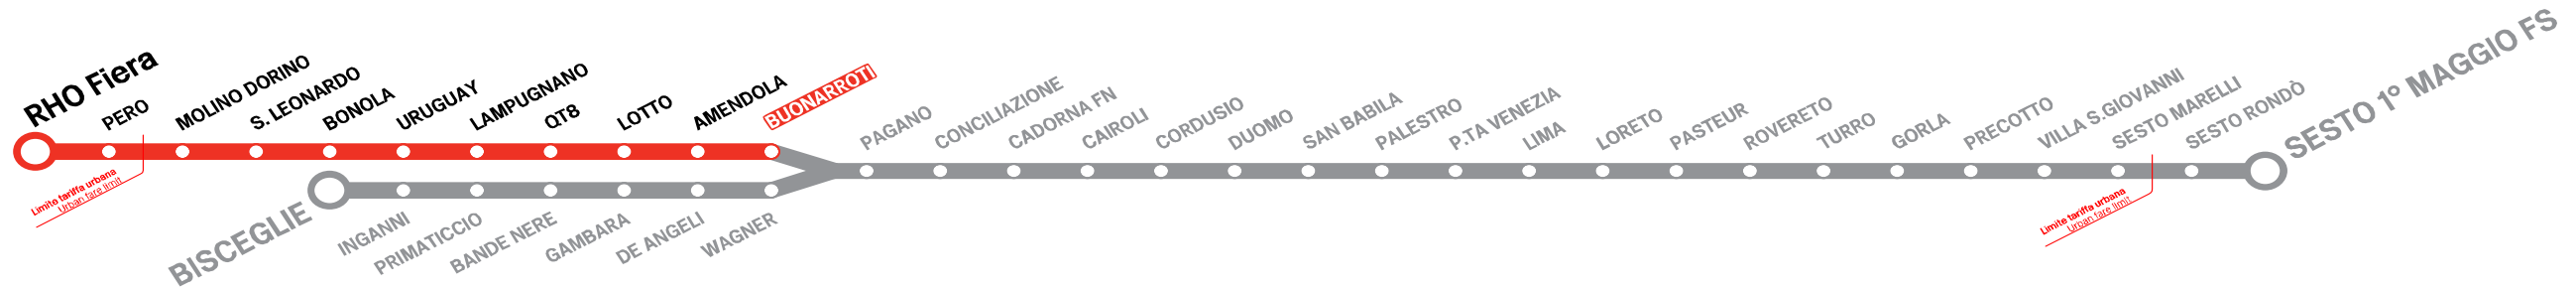 RHO Fiera
PERO
MOLINO DORINO
S. LEONARDO
BONOLA
URUGUAY
LAMPUGNANO
QT8
LOTTO
AMENDOLA
BUONARROTI
PAGANO
CONCILIAZIONE
CADORNA FN
CAIROLI
CORDUSIO
DUOMO
SAN BABILA
PALESTRO
P.TA VENEZIA
LIMA
LORETO
PASTEUR
ROVERETO
TURRO
GORLA
PRECOTTO
VILLA S.GIOVANNI
SESTO MARELLI
SESTO RONDÒ
SESTO 1° MAGGIO FS
Limite tariffa urbana
Urban fare limit
BISCEGLIE
INGANNI
PRIMATICCIO
BANDE NERE
GAMBARA
DE ANGELI
WAGNER
Limite tariffa urbana
Urban fare limit